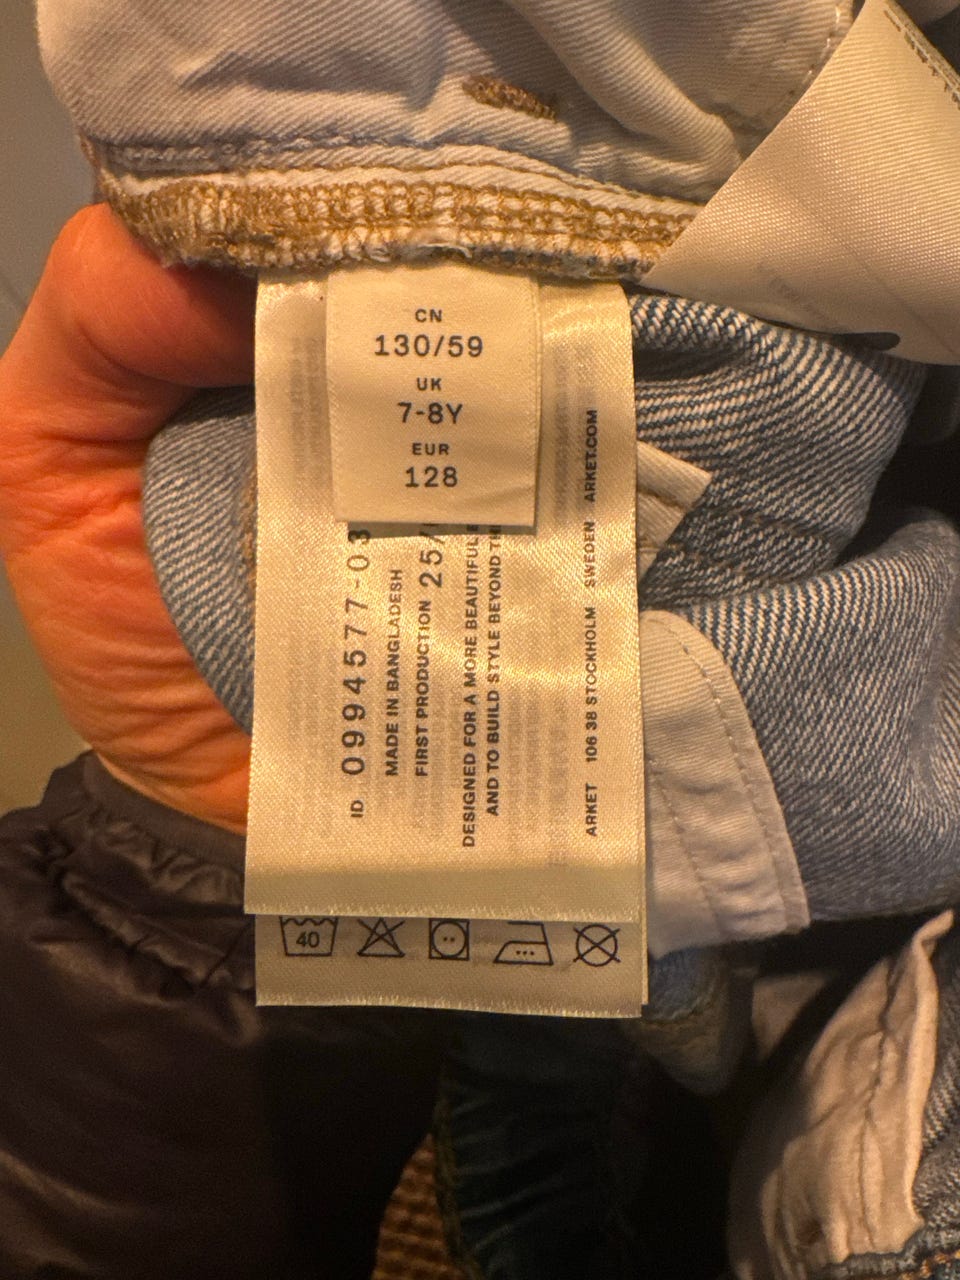 CN
130/59
UK
7-8Y
EUR
128
ID 0994577-03
MADE IN BANGLADESH
FIRST PRODUCTION 25/
DESIGNED FOR A MORE BEAUTIFUL
AND TO BUILD STYLE BEYOND
ARKET 106 38 STOCKHOLM SWEDEN ARKET.COM
40